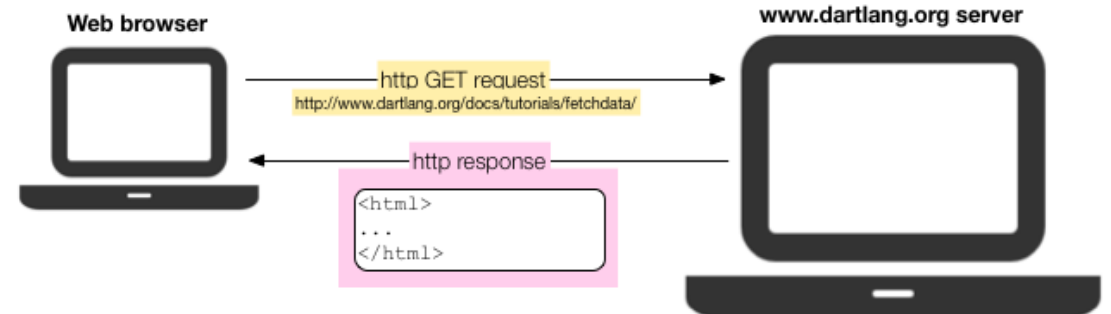 Web browser
www.dartlang.org server
http GET request
http://www.dartlang.org/docs/tutorials/fetchdata/
http response
<html>
...
</html>